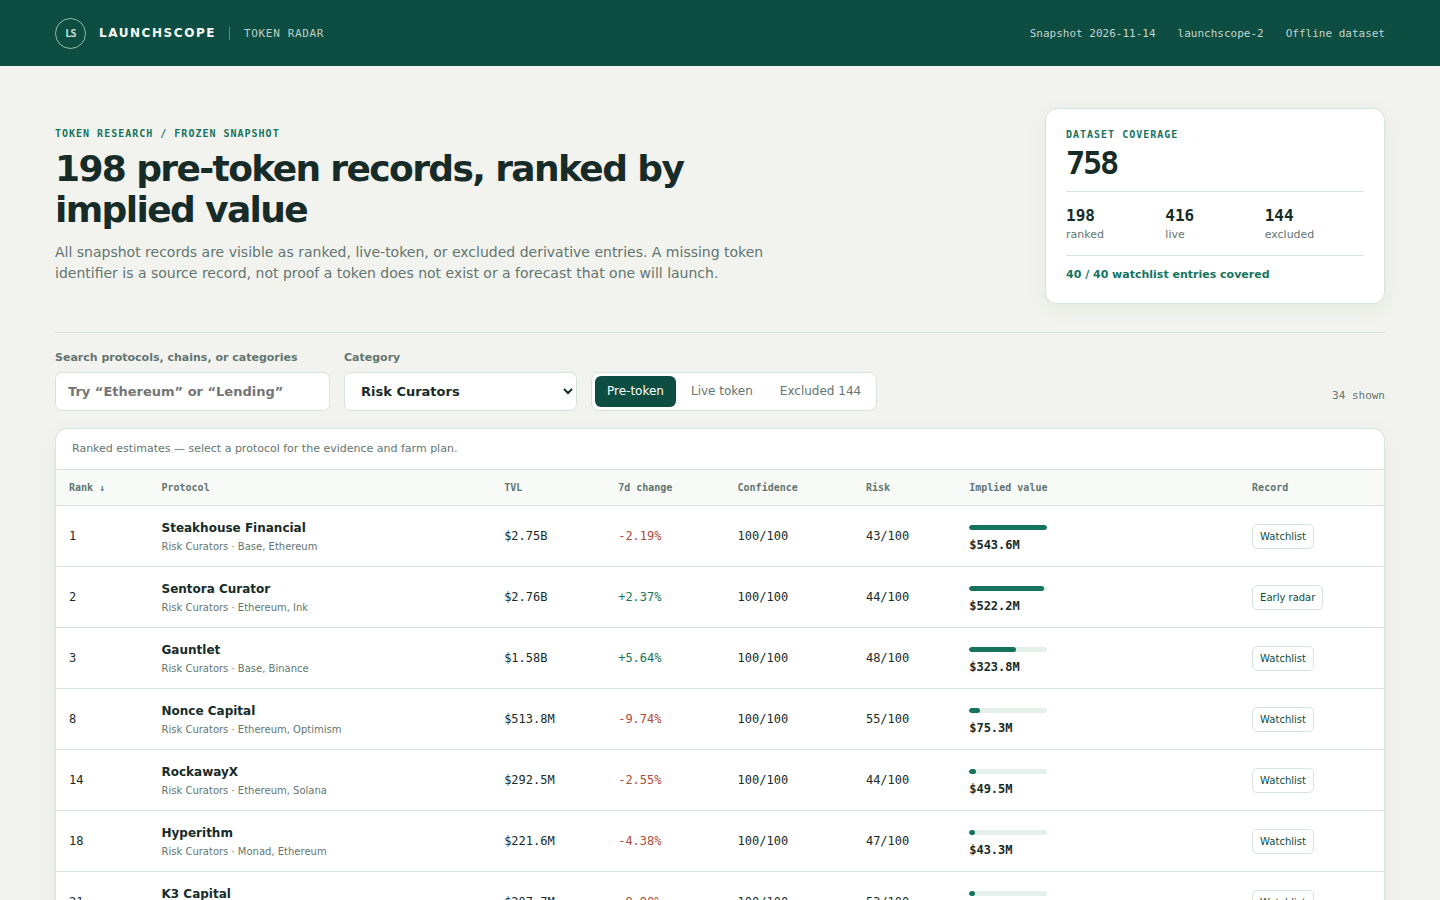 LS LAUNCHSCOPE TOKEN RADAR Snapshot 2026-11-14 launchscope-2 Offline dataset
TOKEN RESEARCH / FROZEN SNAPSHOT
198 pre-token records, ranked by
implied value
All snapshot records are visible as ranked, live-token, or excluded derivative entries. A missing token
identifier is a source record, not proof a token does not exist or a forecast that one will launch.
DATASET COVERAGE
758
198 416 144
ranked live excluded
40 / 40 watchlist entries covered
Search protocols, chains, or categories Category
Try “Ethereum” or “Lending” Risk Curators Pre-token Live token Excluded 144 34 shown
Ranked estimates — select a protocol for the evidence and farm plan.
Rank ↓ Protocol TVL 7d change Confidence Risk Implied value Record
1 Steakhouse Financial $2.75B -2.19% 100/100 43/100 $543.6M Watchlist
Risk Curators · Base, Ethereum
2 Sentora Curator $2.76B +2.37% 100/100 44/100 $522.2M Early radar
Risk Curators · Ethereum, Ink
3 Gauntlet $1.58B +5.64% 100/100 48/100 $323.8M Watchlist
Risk Curators · Base, Binance
8 Nonce Capital $513.8M -9.74% 100/100 55/100 $75.3M Watchlist
Risk Curators · Ethereum, Optimism
14 RockawayX $292.5M -2.55% 100/100 44/100 $49.5M Watchlist
Risk Curators · Ethereum, Solana
18 Hyperithm $221.6M -4.38% 100/100 47/100 $43.3M Watchlist
Risk Curators · Monad, Ethereum
K3 Capital